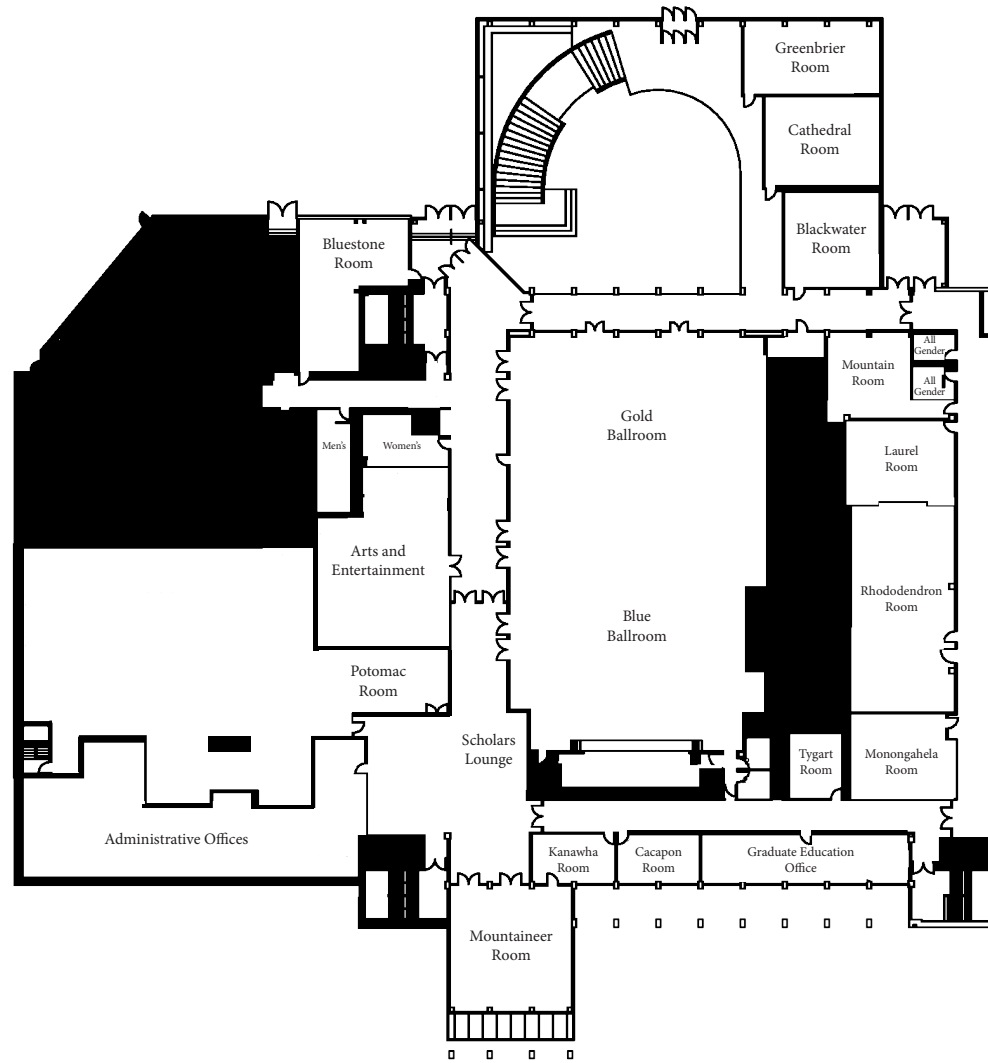 Greenbrier
Room
Cathedral
Room
Blackwater
Room
Bluestone
Room
All
Gender
All
Gender
Mountain
Room
Gold
Ballroom
Men's
Women's
Laurel
Room
Arts and
Entertainment
Rhododendron
Room
Blue
Ballroom
Potomac
Room
Scholars
Lounge
Tygart
Room
Monongahela
Room
Administrative Offices
Kanawha
Room
Cacapon
Room
Graduate Education
Office
Mountaineer
Room